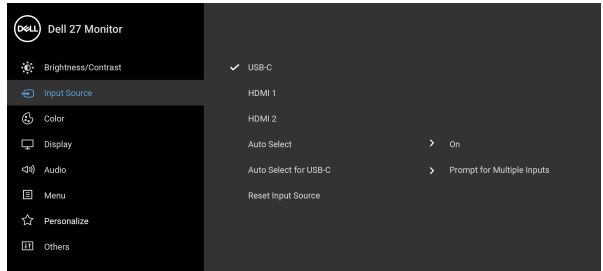 DELL Dell 27 Monitor
Brightness/Contrast
USB-C
Input Source
HDMI 1
Color
HDMI 2
Display
Auto Select On
Audio
Auto Select for USB-C Prompt for Multiple Inputs
Menu
Reset Input Source
Personalize
Others